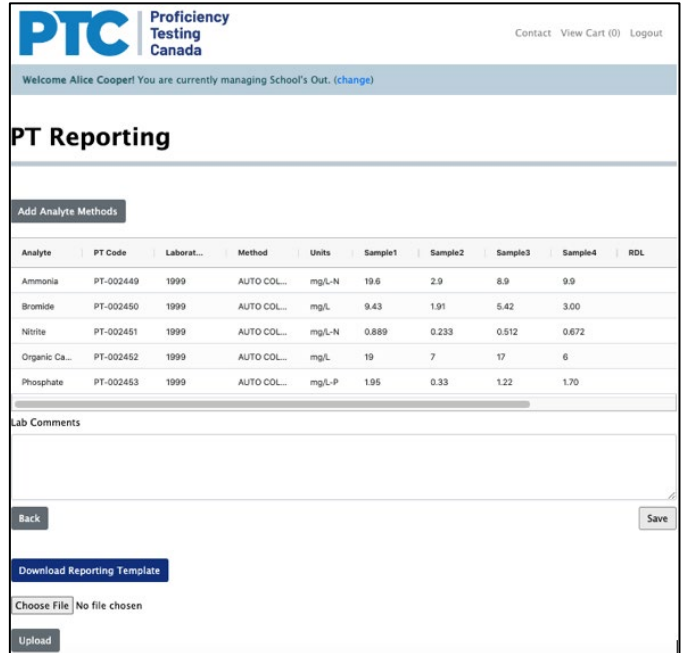 PTC Proficiency
Testing
Canada
Contact View Cart (0) Logout
Welcome Alice Cooper! You are currently managing School's Out. (change)
PT Reporting
Add Analyte Methods
Analyte PT Code Laborat... Method Units Sample1 Sample2 Sample3 Sample4 RDL
Ammonia PT-002449 1999 AUTO COL... mg/L-N 19.6 2.9 8.9 9.9
Bromide PT-002450 1999 AUTO COL... mg/L 9.43 1.91 5.42 3.00
Nitrite PT-002451 1999 AUTO COL... mg/L-N 0.889 0.233 0.512 0.672
Organic Ca... PT-002452 1999 AUTO COL... mg/L 19 7 17 6
Phosphate PT-002453 1999 AUTO COL... mg/L-P 1.95 0.33 1.22 1.70
Lab Comments
Back Save
Download Reporting Template
Choose File No file chosen
Upload